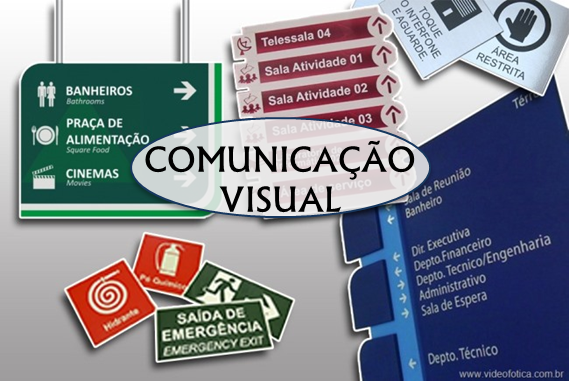 BANHEIROS
Bathrooms
PRAÇA DE
ALIMENTAÇÃO
Square Food
CINEMAS
Movies
Telessala 04
Sala Atividade 01
Sala Atividade 02
Sala Atividade 03
serviço
TOQUE
O INTERFONE
E AGUARDE.
ÁREA
RESTRITA
COMUNICAÇÃO
VISUAL
Térr
Sala de Reunião
Banheiro
Dir. Executiva
Depto.Financeiro
Depto. Tecnico/Engenharia
Administrativo
Sala de Espera
Depto. Técnico
Hidrante
Pó Químico
SAÍDA DE
EMERGÊNCIA
EMERGENCY EXIT
www.videofotica.com.br